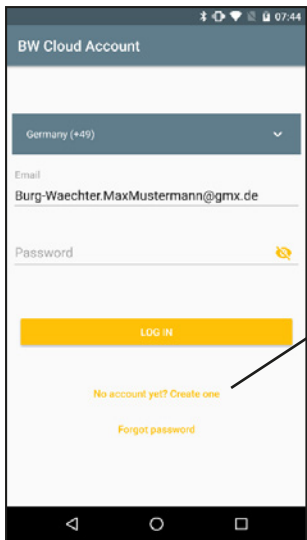 07:44
BW Cloud Account
Germany (+49)
Email
Burg-Waechter.MaxMustermann@gmx.de
Password
LOG IN
No account yet? Create one
Forgot password